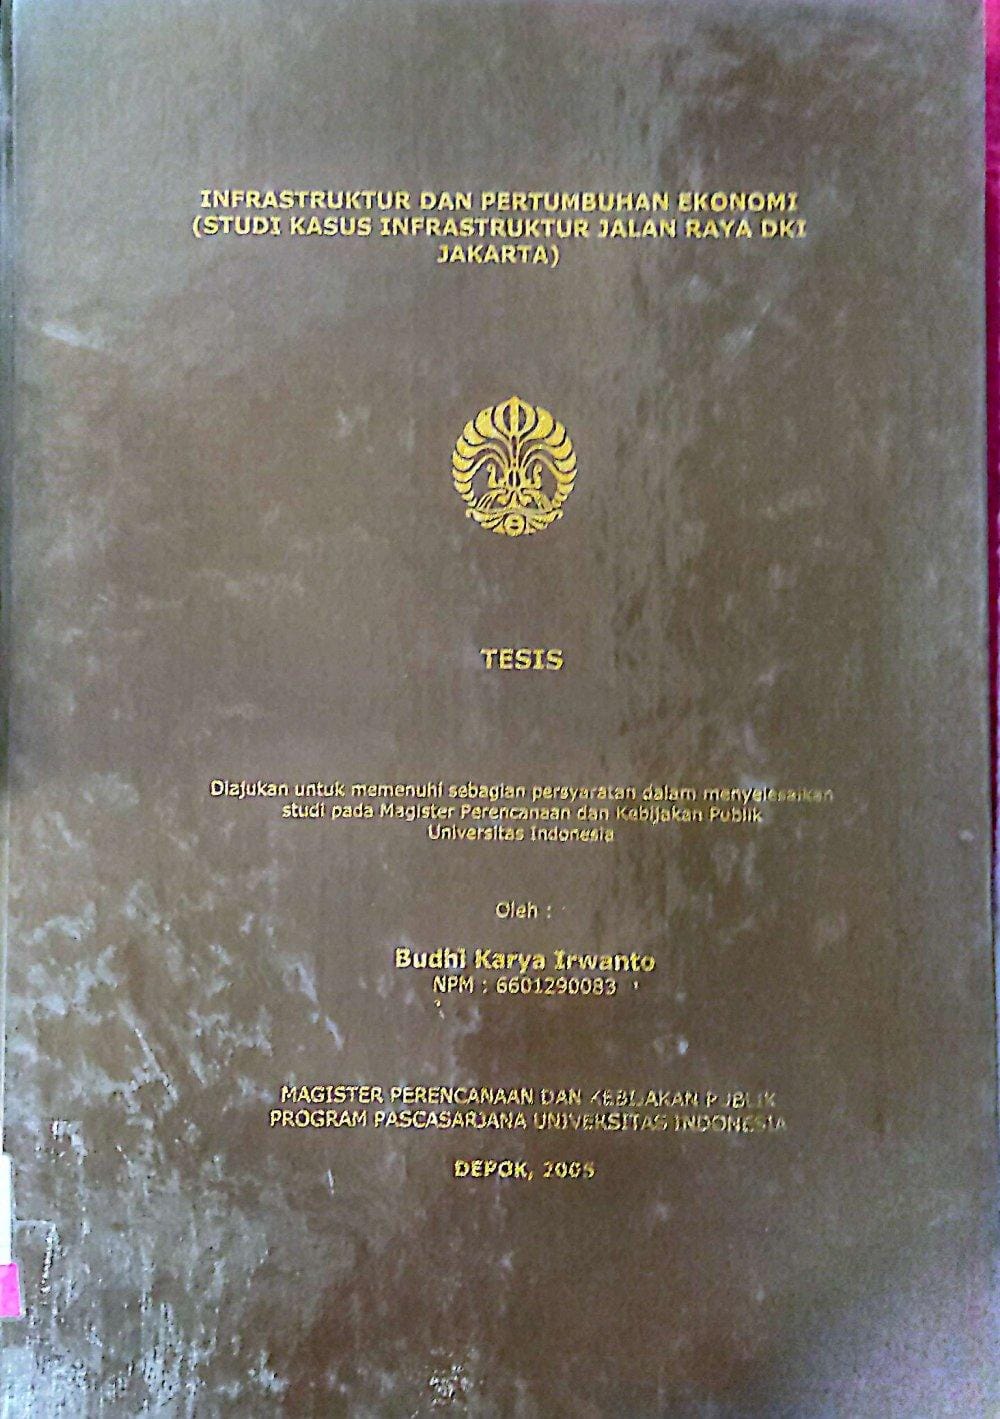 INFRASTRUKTUR DAN PERTUMBUHAN EKONOMI
(STUDI KASUS INFRASTRUKTUR JALAN RAYA DKI
JAKARTA)
TESIS
Diajukan untuk memenuhi sebagian persyaratan dalam menyelesaikan
studi pada Magister Perencanaan dan Kebijakan Publik
Universitas Indonesia
Oleh :
Budhi Karya Irwanto
NPM : 6601290083
MAGISTER PERENCANAAN DAN KEBIJAKAN PUBLIK
PROGRAM PASCASARJANA UNIVERSITAS INDONESIA
DEPOK, 2005